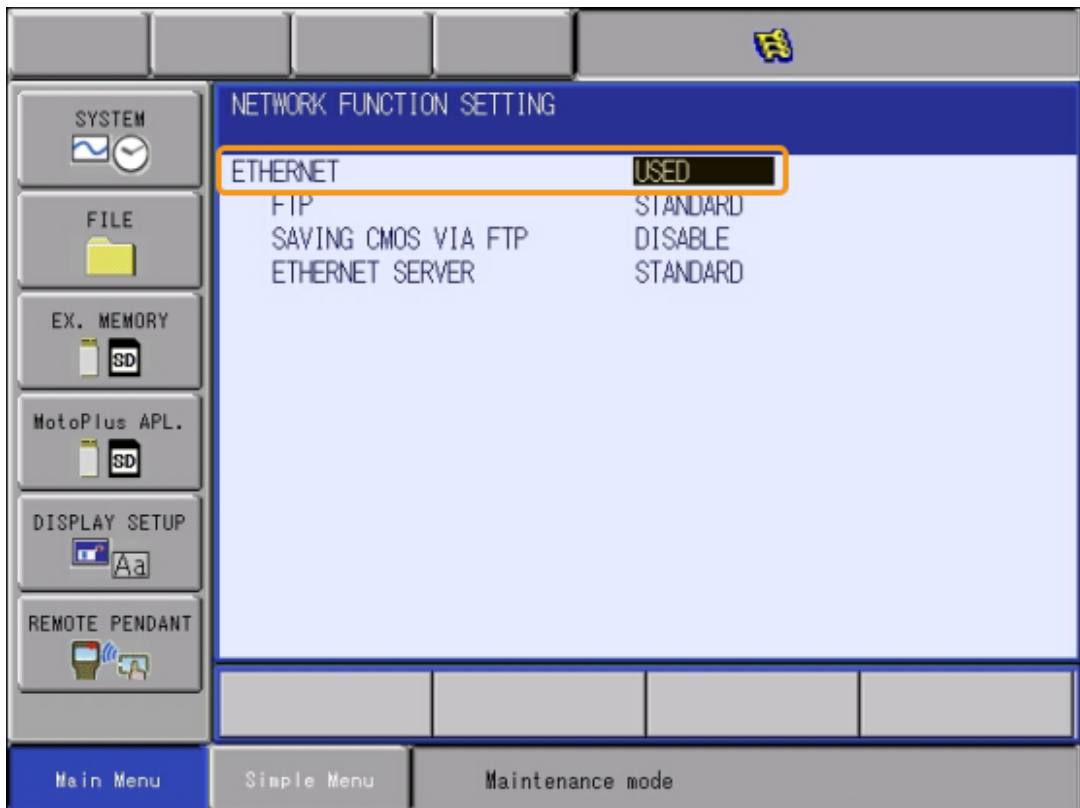 NETWORK FUNCTION SETTING
SYSTEM
ETHERNET USED
FTP STANDARD
FILE
SAVING CMOS VIA FTP DISABLE
ETHERNET SERVER STANDARD
EX. MEMORY
SD
MotoPlus APL.
SD
DISPLAY SETUP
Aa
REMOTE PENDANT
Main Menu Simple Menu Maintenance mode